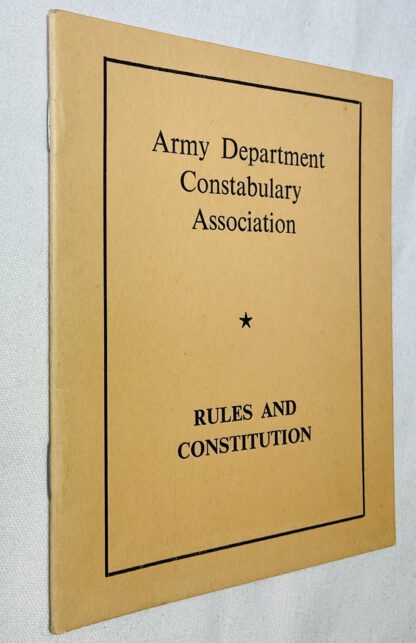 Army Department
Constabulary
Association
★
RULES AND
CONSTITUTION